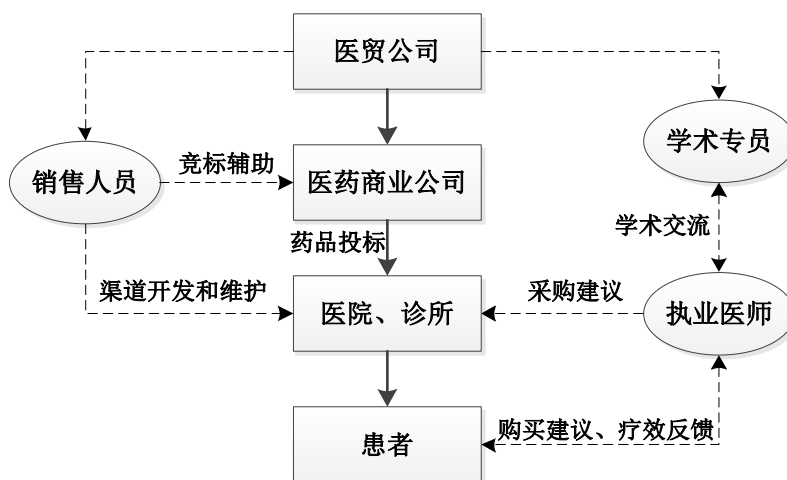 医贸公司
学术专员
竞标辅助
销售人员
医药商业公司
药品投标
学术交流
渠道开发和维护
采购建议
医院、诊所
执业医师
购买建议、疗效反馈
患者